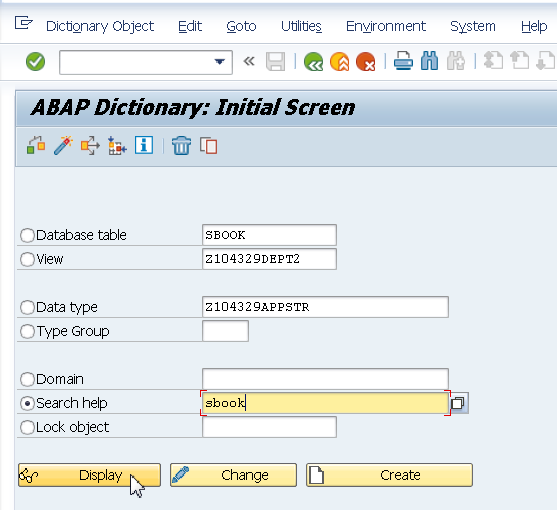 Dictionary Object Edit Goto Utilities Environment System Help
ABAP Dictionary: Initial Screen
Database table SBOOK
View Z104329DEPT2
Data type Z104329APPSTR
Type Group
Domain
Search help sbook
Lock object
Display Change Create